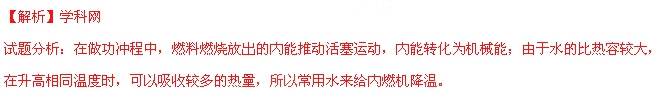 【解析】学科网
试题分析：在做功冲程中，燃料燃烧放出的内能推动活塞运动，内能转化为机械能；由于水的比热容较大，
在升高相同温度时，可以吸收较多的热量，所以常用水来给内燃机降温。